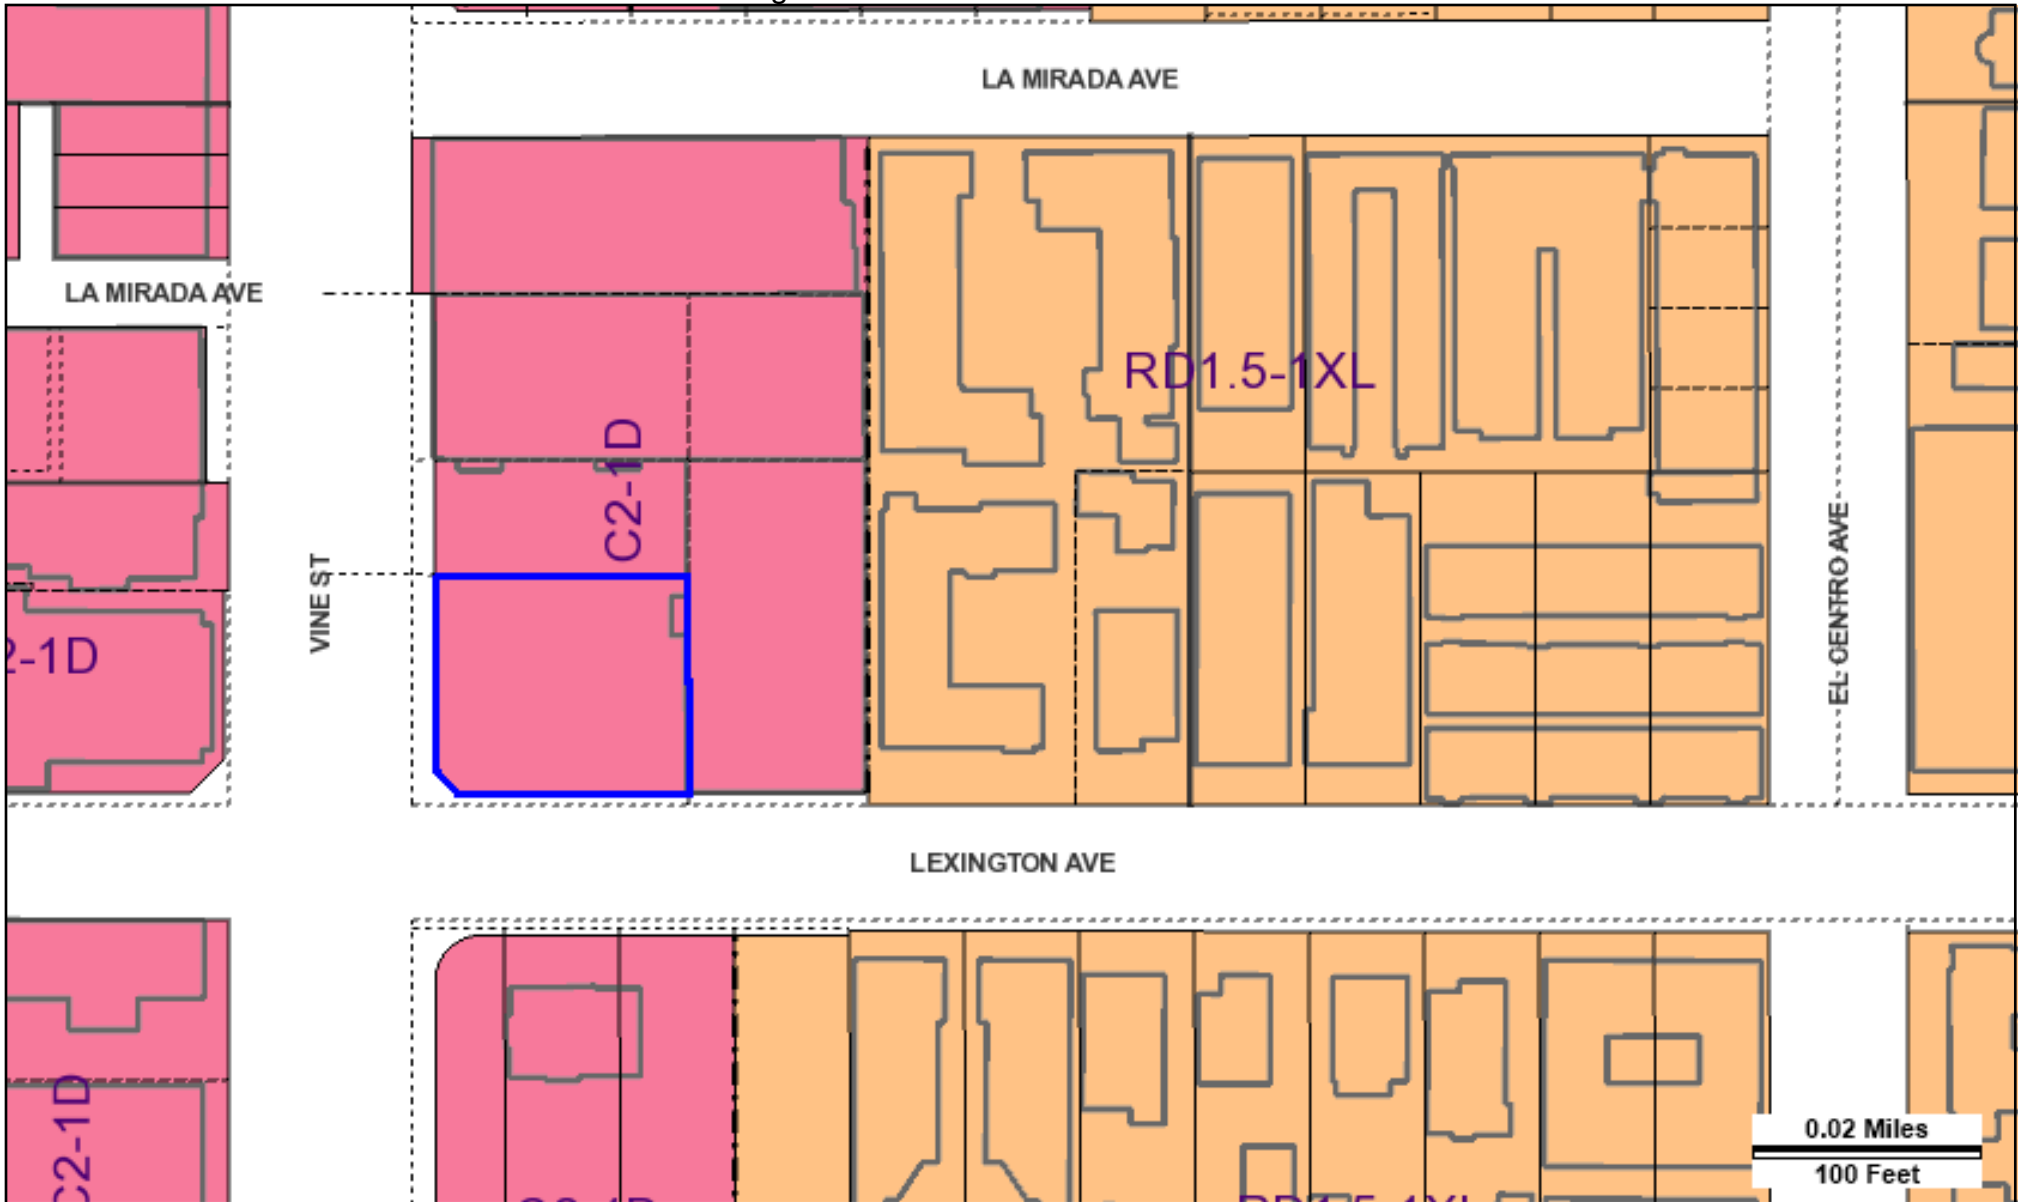 LA MIRADA AVE
LA MIRADA AVE
RD1.5-1XL
C2-1D
VINE ST
EL CENTRO AVE
2-1D
LEXINGTON AVE
C2-1D
0.02 Miles
100 Feet